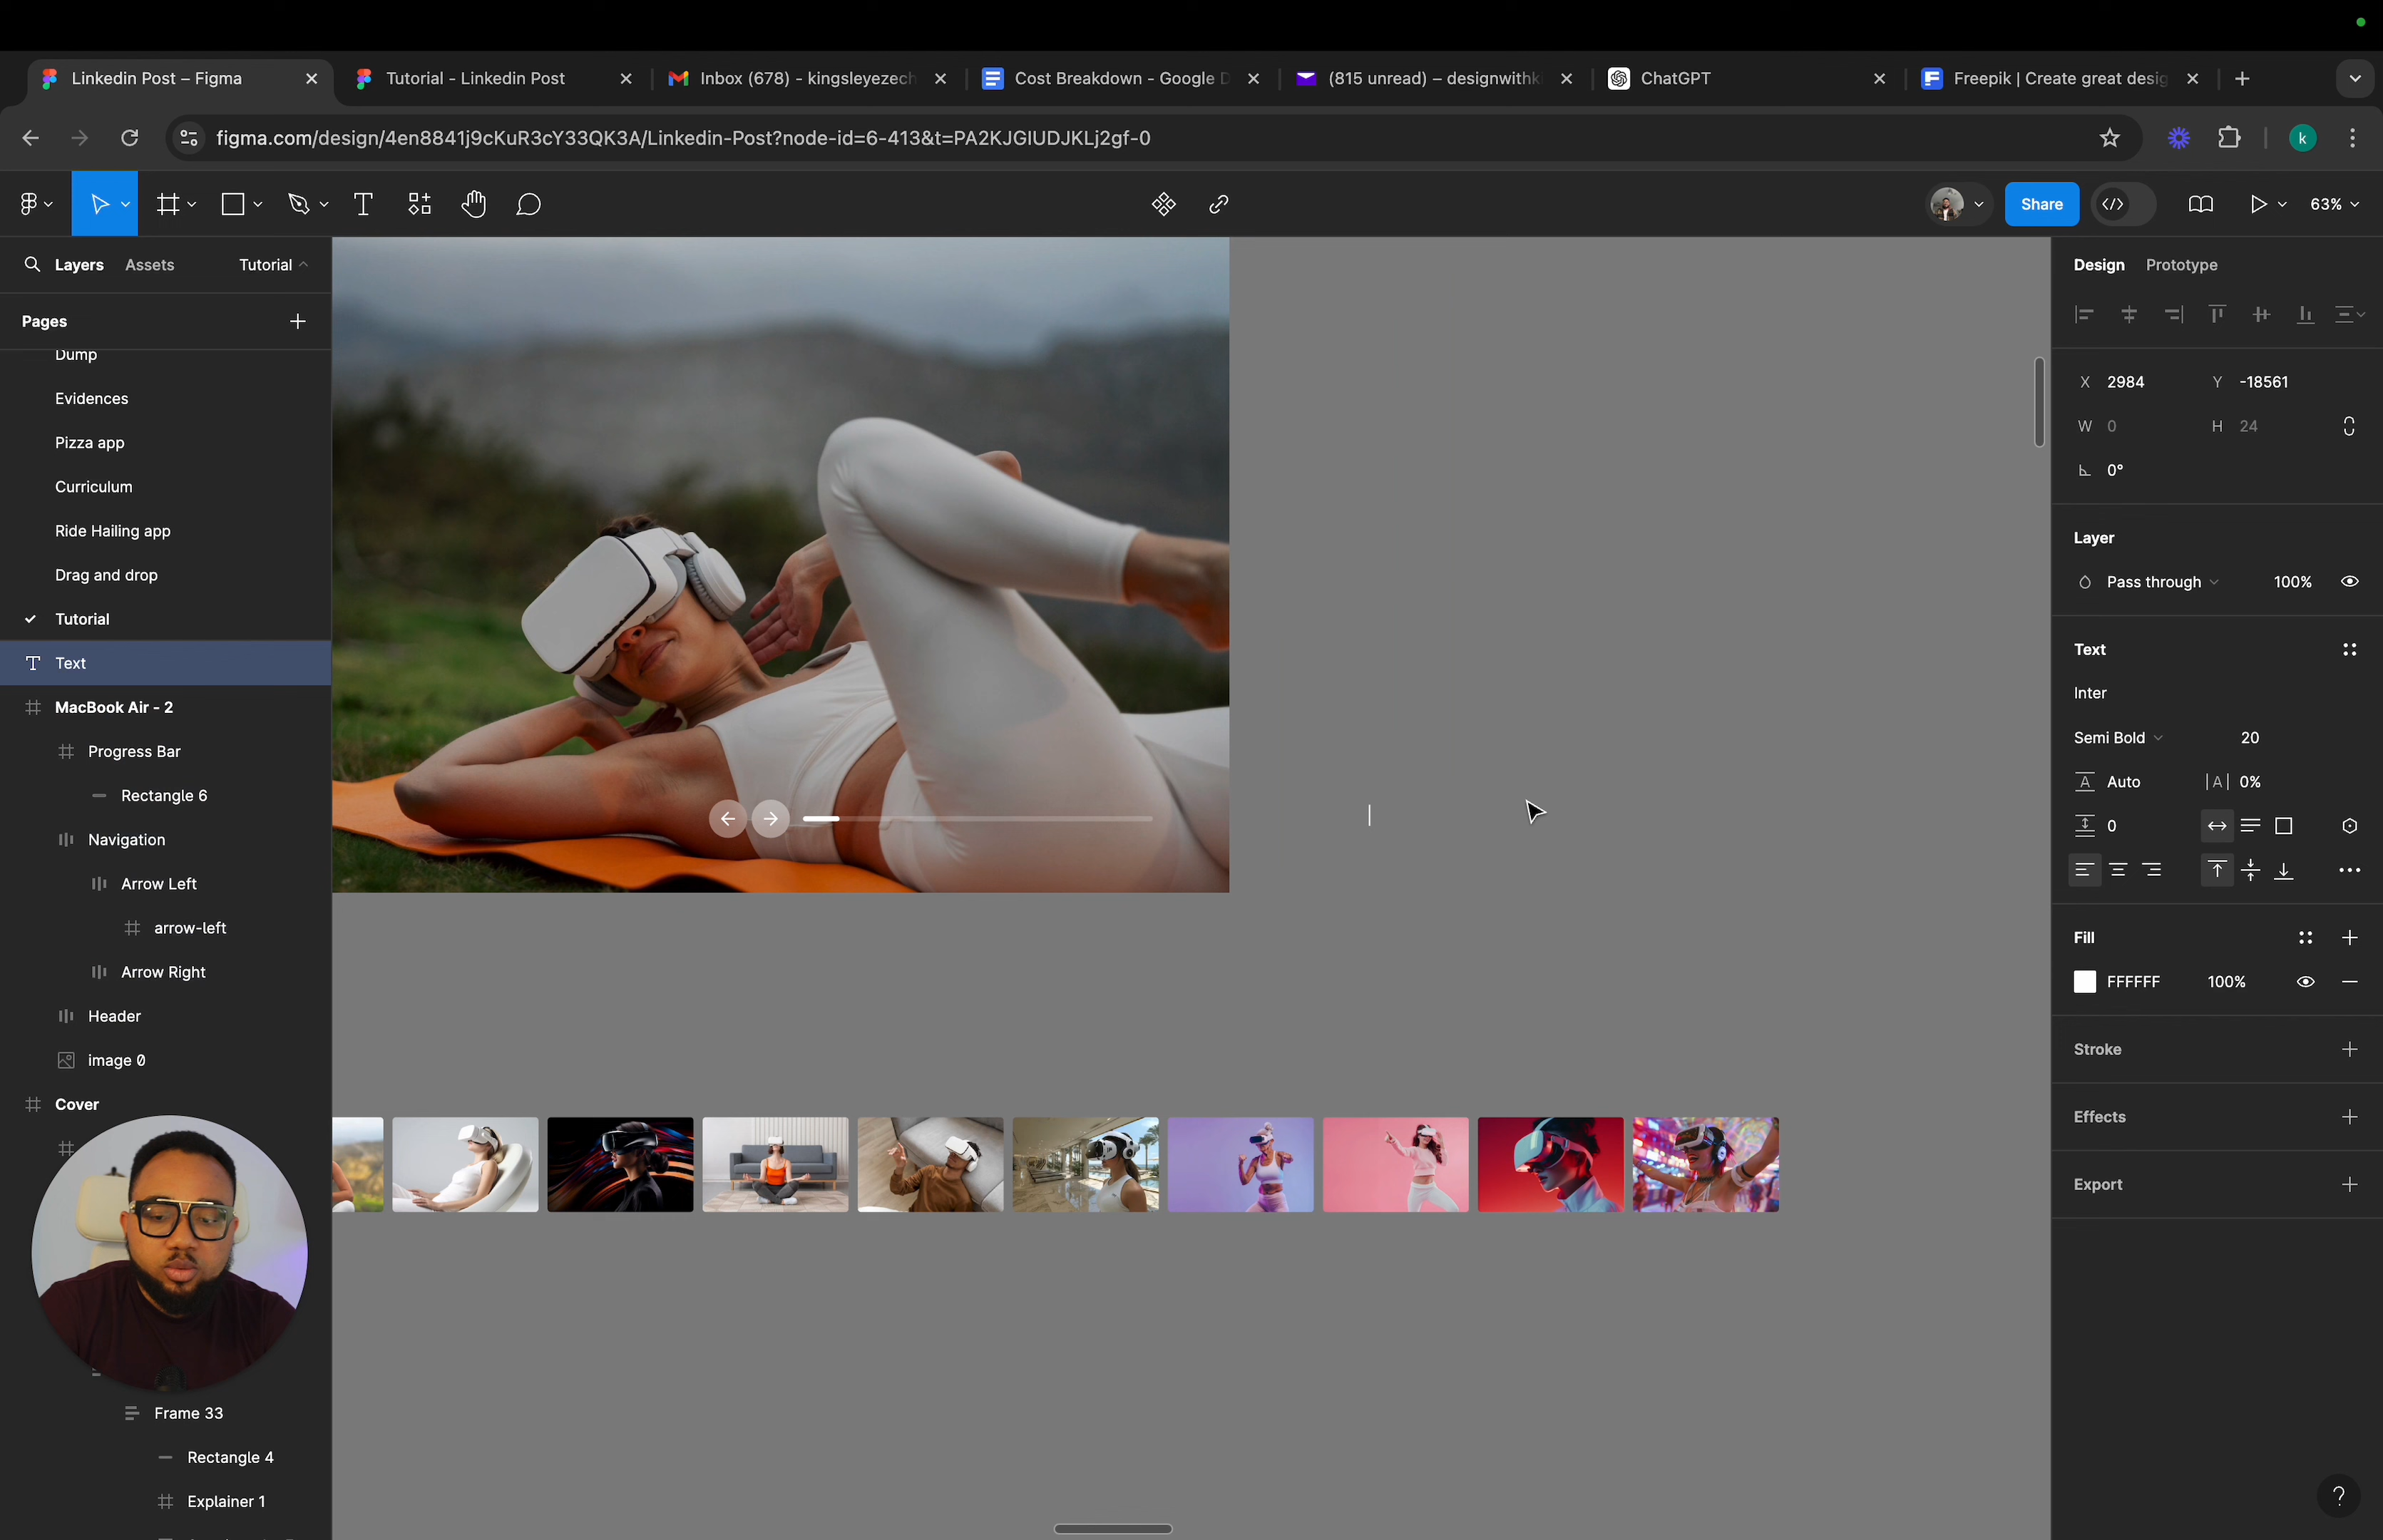 Linkedin Post – Figma
Tutorial - Linkedin Post
Inbox (678) - kingsleyezech
Cost Breakdown - Google D
(815 unread) – designwithki
ChatGPT
Freepik | Create great desig
figma.com/design/4en8841j9cKuR3cY33QK3A/Linkedin-Post?node-id=6-413&t=PA2KJGIUDJKLj2gf-0
k
Share
63%
Layers
Assets
Tutorial
Design
Prototype
Pages
Dump
Evidences
Pizza app
Curriculum
Ride Hailing app
Drag and drop
Tutorial
Text
MacBook Air - 2
Progress Bar
Rectangle 6
Navigation
Arrow Left
arrow-left
Arrow Right
Header
image 0
Cover
Frame 33
Rectangle 4
Explainer 1
X 2984
Y -18561
W 0
H 24
0°
Layer
Pass through
100%
Text
Inter
Semi Bold
20
A Auto
|A| 0%
0
Fill
FFFFFF
100%
Stroke
Effects
Export
?